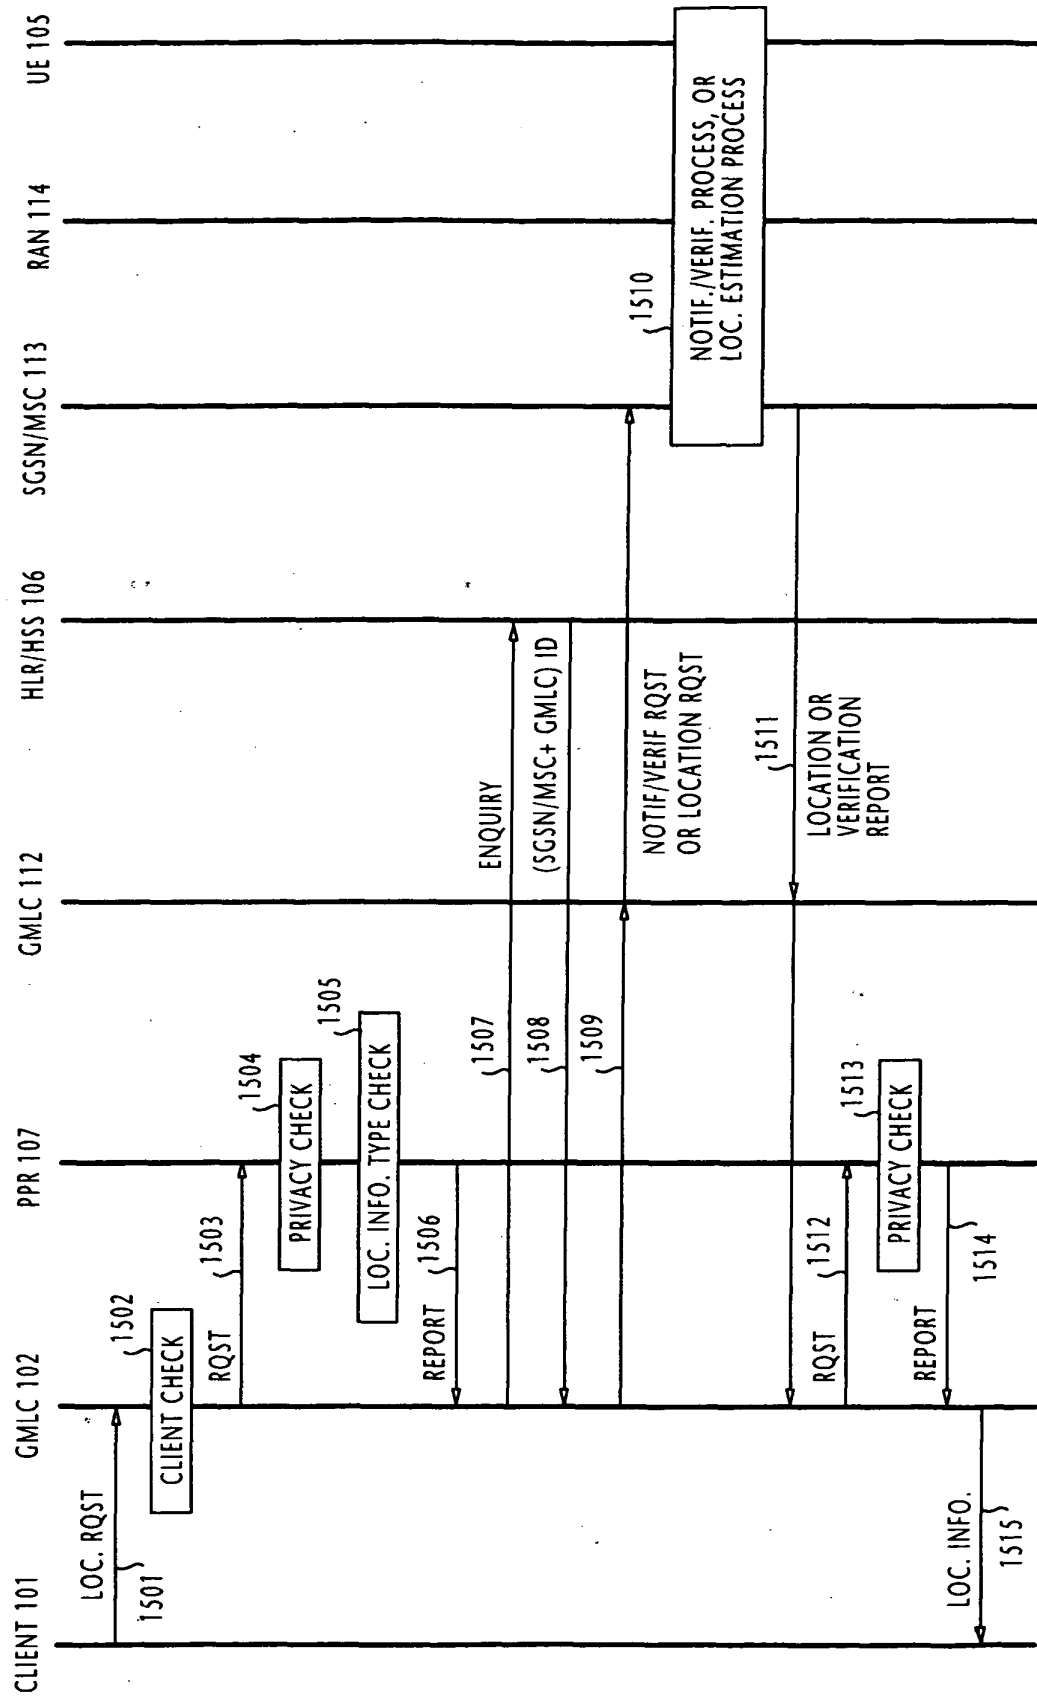 CLIENT 101
GMLC 102
PPR 107
GMLC 112
HLR/HSS 106
SGSN/MSC 113
RAN 114
UE 105
LOC. RQST
1501
1502
CLIENT CHECK
RQST
1503
1504
PRIVACY CHECK
1505
LOC. INFO. TYPE CHECK
REPORT
1506
ENQUIRY
1507
(SGSN/MSC+ GMLC) ID
1508
1509
NOTIF/VERIF RQST
OR LOCATION RQST
1510
NOTIF./VERIF. PROCESS, OR
LOC. ESTIMATION PROCESS
1511
LOCATION OR
VERIFICATION
REPORT
RQST
1512
1513
PRIVACY CHECK
REPORT
1514
LOC. INFO.
1515